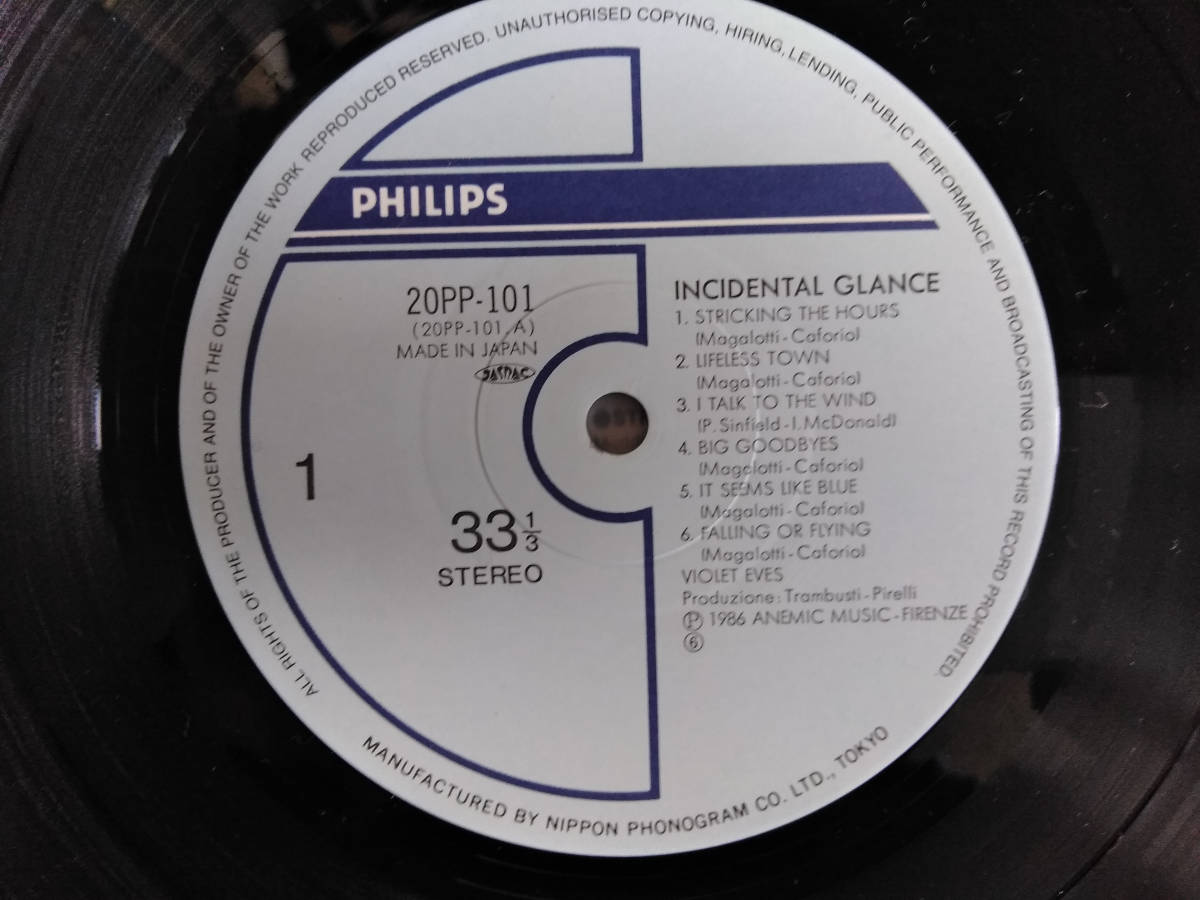 ALL RIGHTS OF THE PRODUCER AND OF THE OWNER OF THE WORK REPRODUCED RESERVED. UNAUTHORISED COPYING, HIRING, LENDING, PUBLIC PERFORMANCE AND BROADCASTING OF THIS RECORD PROHIBITED.
PHILIPS
20PP-101
(20PP-101 A)
MADE IN JAPAN
JASRAC
1
33 1/3
STEREO
INCIDENTAL GLANCE
1. STRICKING THE HOURS
(Magalotti-Caforio)
2. LIFELESS TOWN
(Magalotti-Caforio)
3. I TALK TO THE WIND
(P. Sinfield-I. McDonald)
4. BIG GOODBYES
(Magalotti-Caforio)
5. IT SEEMS LIKE BLUE
(Magalotti-Caforio)
6. FALLING OR FLYING
(Magalotti-Caforio)
VIOLET EVES
Produzione: Trambusti-Pirelli
Ⓟ 1986 ANEMIC MUSIC-FIRENZE
⑥
MANUFACTURED BY NIPPON PHONOGRAM CO. LTD., TOKYO